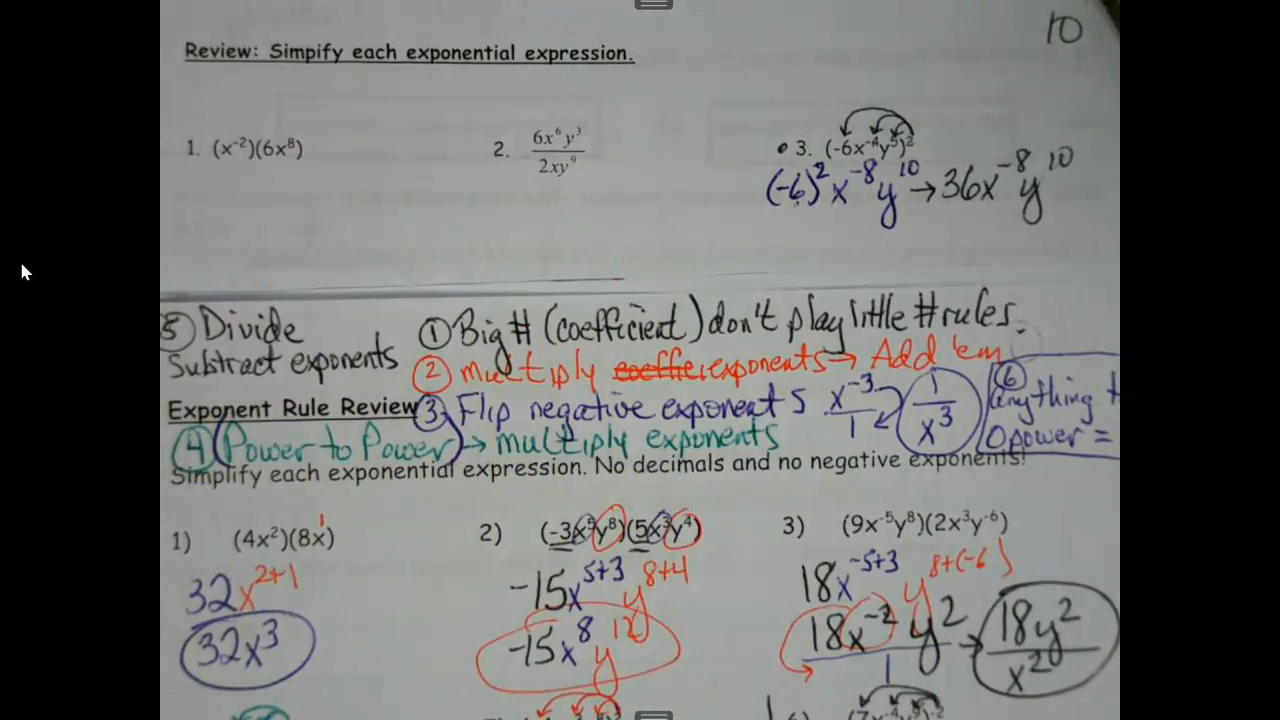 10
Review: Simpify each exponential expression.
1. (x⁻²)(6x⁸)
2. 6x⁶y³ / 2xy⁹
3. (-6x⁻⁴y⁵)²
(-6)²x⁻⁸y¹⁰ → 36x⁻⁸y¹⁰
⑤ Divide
Subtract exponents
① Big # (coefficient) don't play little # rules.
② multiply exponents → Add 'em
Exponent Rule Review
③ Flip negative exponents x⁻³/1 1/x³
④ (Power to Power) → multiply exponents
⑥ Anything t
0 power =
Simplify each exponential expression. No decimals and no negative exponents!
1) (4x²)(8x¹)
32x²⁺¹
32x³
2) (-3x⁵y⁸)(5x³y⁴)
-15x⁵⁺³ y⁸⁺⁴
-15x⁸y¹²
3) (9x⁻⁵y⁸)(2x³y⁻⁶)
18x⁻⁵⁺³ y⁸⁺⁽⁻⁶⁾
18x⁻²y² / 1 → 18y² / x²